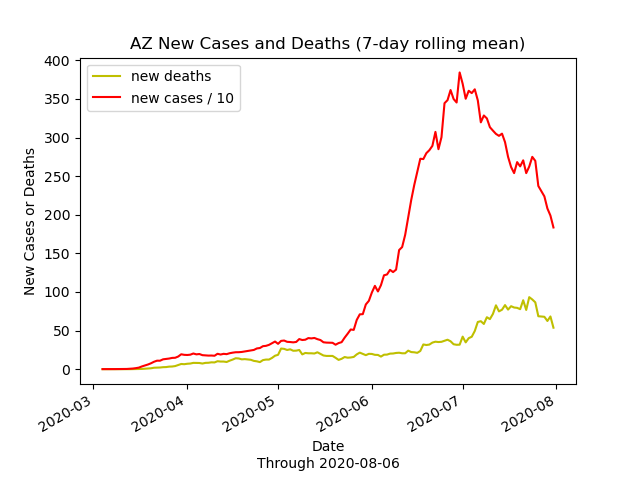 AZ New Cases and Deaths (7-day rolling mean)
new deaths
new cases / 10
New Cases or Deaths
400
350
300
250
200
150
100
50
0
2020-03
2020-04
2020-05
2020-06
2020-07
2020-08
Date
Through 2020-08-06